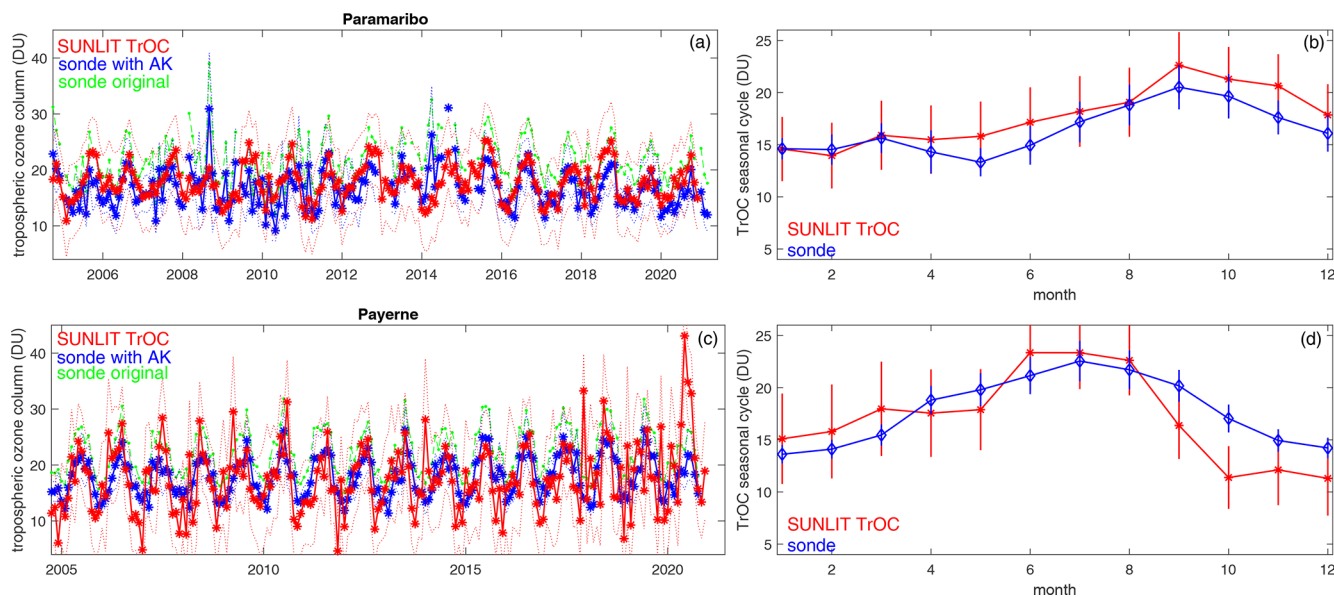 Paramaribo
(a)
SUNLIT TrOC
sonde with AK
sonde original
tropospheric ozone column (DU)
40
30
20
10
2006 2008 2010 2012 2014 2016 2018 2020
(b)
TrOC seasonal cycle (DU)
25
20
15
10
5
SUNLIT TrOC
sonde
2 4 6 8 10 12
month
Payerne
(c)
SUNLIT TrOC
sonde with AK
sonde original
tropospheric ozone column (DU)
40
30
20
10
2005 2010 2015 2020
(d)
TrOC seasonal cycle (DU)
25
20
15
10
5
SUNLIT TrOC
sonde
2 4 6 8 10 12
month